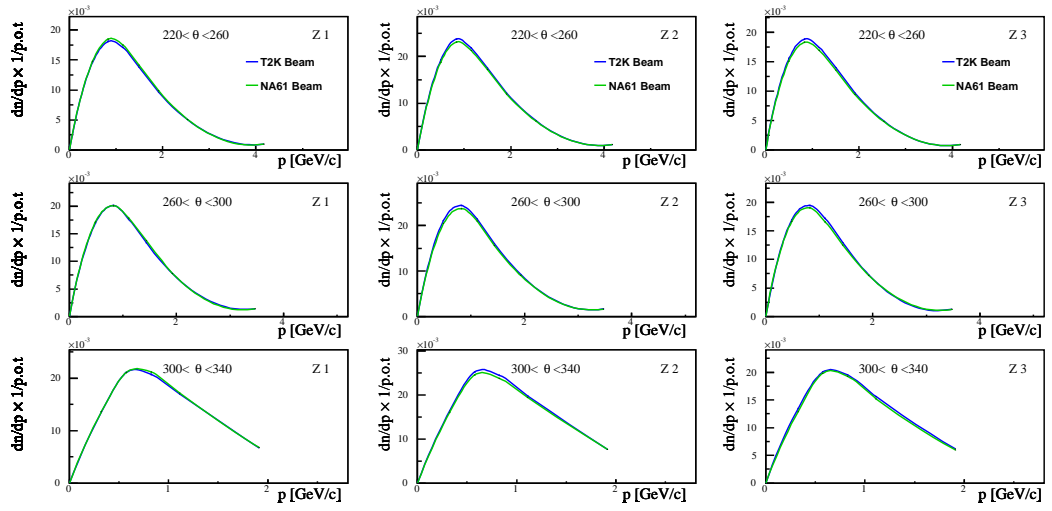 ×10⁻³
220< θ <260
Z 1
T2K Beam
NA61 Beam
20
15
10
5
0
0
2
4
p [GeV/c]
dn/dp × 1/p.o.t
×10⁻³
220< θ <260
Z 2
T2K Beam
NA61 Beam
20
10
0
0
2
4
p [GeV/c]
dn/dp × 1/p.o.t
×10⁻³
220< θ <260
Z 3
T2K Beam
NA61 Beam
20
15
10
5
0
0
2
4
p [GeV/c]
dn/dp × 1/p.o.t
×10⁻³
260< θ <300
Z 1
20
15
10
5
0
0
2
4
p [GeV/c]
dn/dp × 1/p.o.t
×10⁻³
260< θ <300
Z 2
20
10
0
0
2
4
p [GeV/c]
dn/dp × 1/p.o.t
×10⁻³
260< θ <300
Z 3
20
15
10
5
0
0
2
4
p [GeV/c]
dn/dp × 1/p.o.t
×10⁻³
300< θ <340
Z 1
20
10
0
0
1
2
p [GeV/c]
dn/dp × 1/p.o.t
×10⁻³
300< θ <340
Z 2
30
20
10
0
0
1
2
p [GeV/c]
dn/dp × 1/p.o.t
×10⁻³
300< θ <340
Z 3
20
15
10
5
0
0
1
2
p [GeV/c]
dn/dp × 1/p.o.t